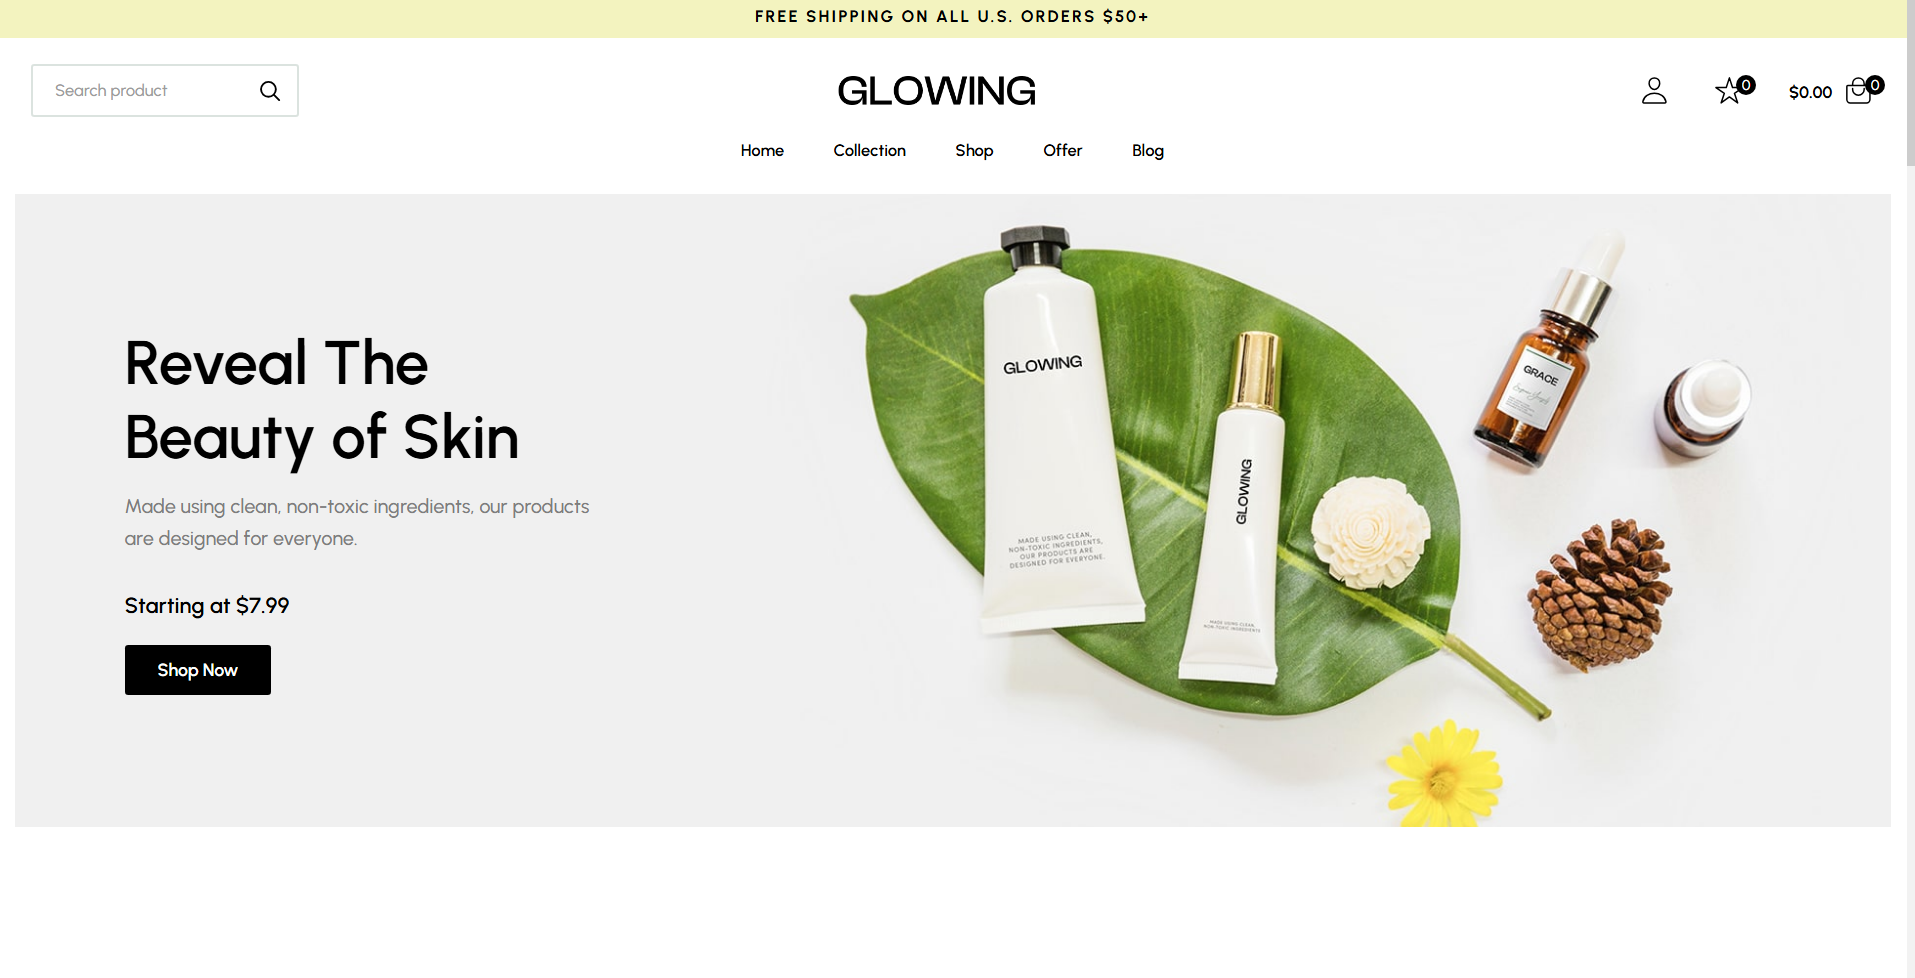 FREE SHIPPING ON ALL U.S. ORDERS $50+
Search product
GLOWING
0
$0.00
0
Home
Collection
Shop
Offer
Blog
Reveal The
Beauty of Skin
Made using clean, non-toxic ingredients, our products
are designed for everyone.
Starting at $7.99
Shop Now
GLOWING
MADE USING CLEAN,
NON-TOXIC INGREDIENTS,
OUR PRODUCTS ARE
DESIGNED FOR EVERYONE.
GLOWING
MADE USING CLEAN,
NON-TOXIC INGREDIENTS
GRACE